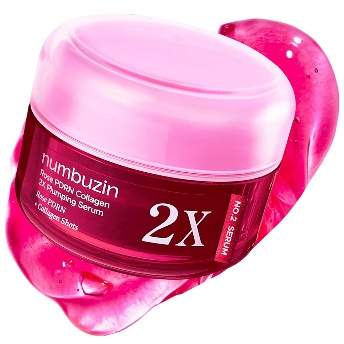 numbuzin
Rose PDRN Collagen
2X Plumping Serum
Rose PDRN
+ Collagen Shots
2X
NO.2 SERUM